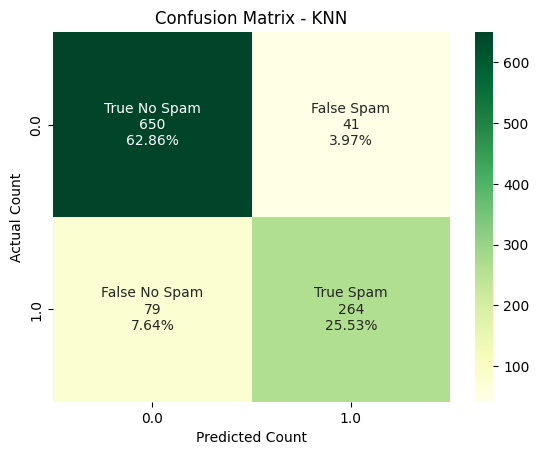 Confusion Matrix - KNN
True No Spam
650
62.86%
False Spam
41
3.97%
False No Spam
79
7.64%
True Spam
264
25.53%
0.0
1.0
Actual Count
0.0
1.0
Predicted Count
600
500
400
300
200
100